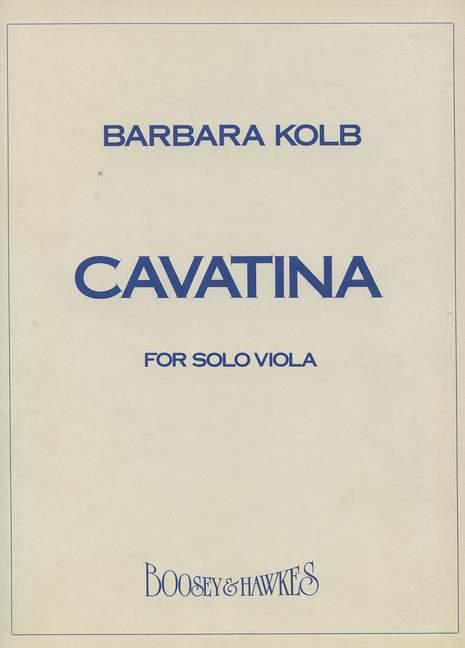 BARBARA KOLB
CAVATINA
FOR SOLO VIOLA
BOOSEY & HAWKES